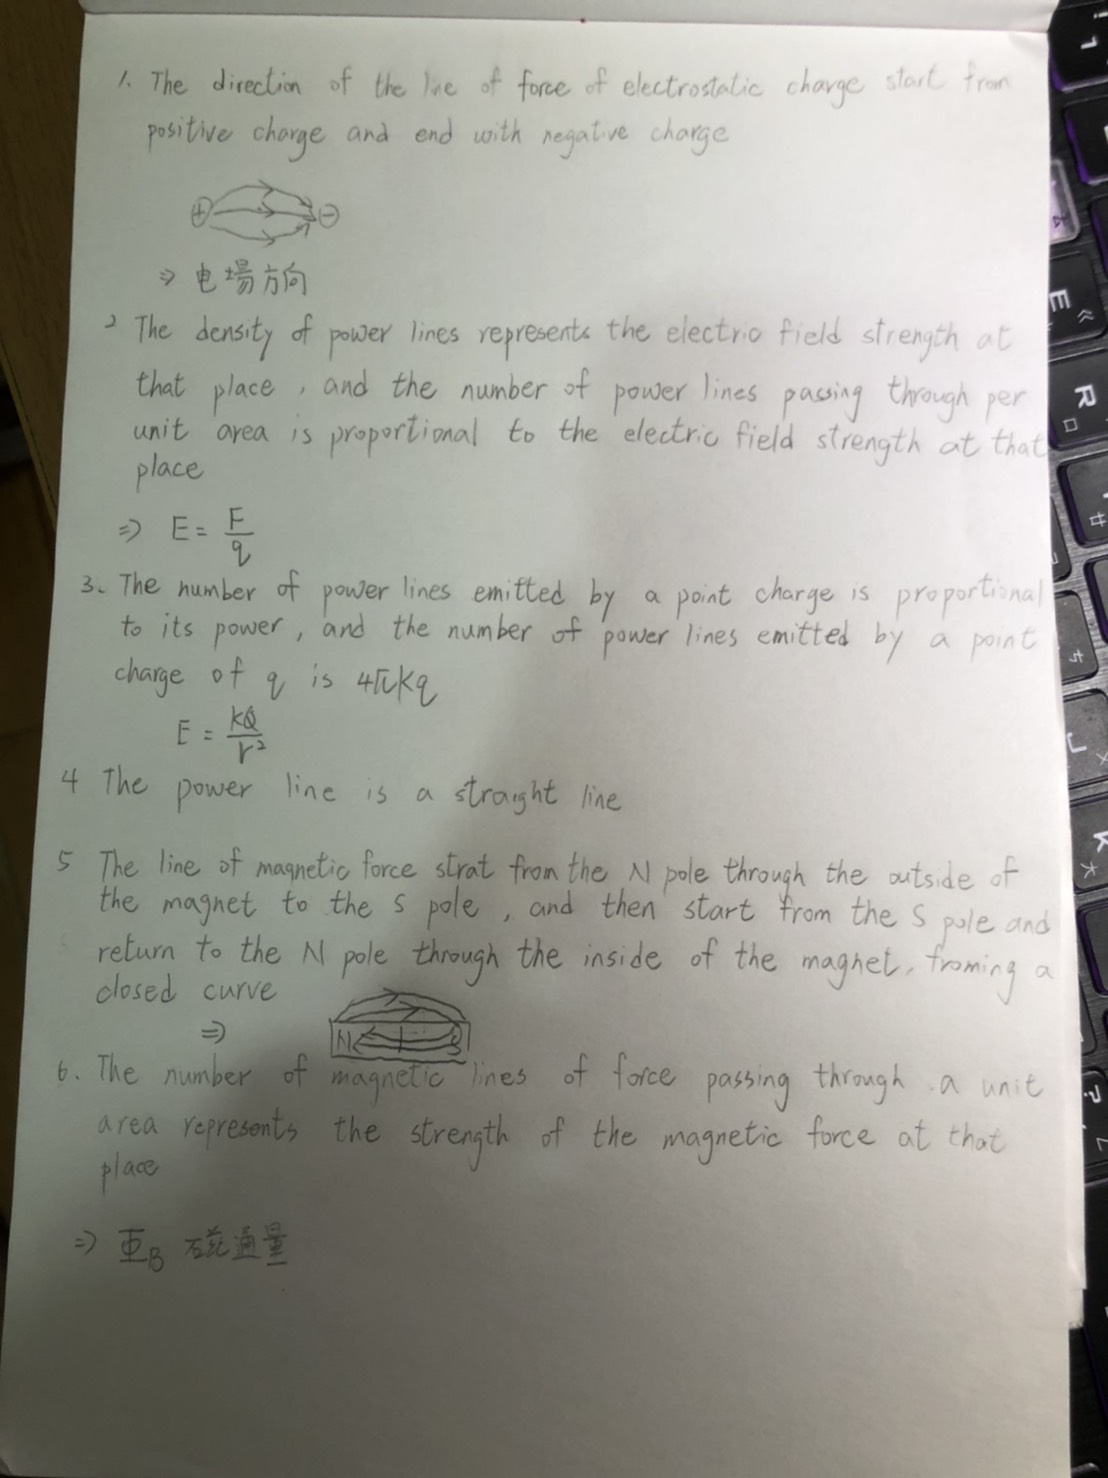 1. The direction of the line of force of electrostatic charge start from
positive charge and end with negative charge
+ −
⇒ 电場方向
2 The density of power lines represents the electric field strength at
that place , and the number of power lines passing through per
unit area is proportional to the electric field strength at that
place
⇒ E = F/q
3. The number of power lines emitted by a point charge is proportional
to its power, and the number of power lines emitted by a point
charge of q is 4πkq
E = kQ/r²
4 The power line is a straight line
5 The line of magnetic force strat from the N pole through the outside of
the magnet to the s pole , and then start from the S pole and
return to the N pole through the inside of the magnet, froming a
closed curve
⇒ N S
6. The number of magnetic lines of force passing through a unit
area represents the strength of the magnetic force at that
place
⇒ ΦB 磁通量
E
R
J
K